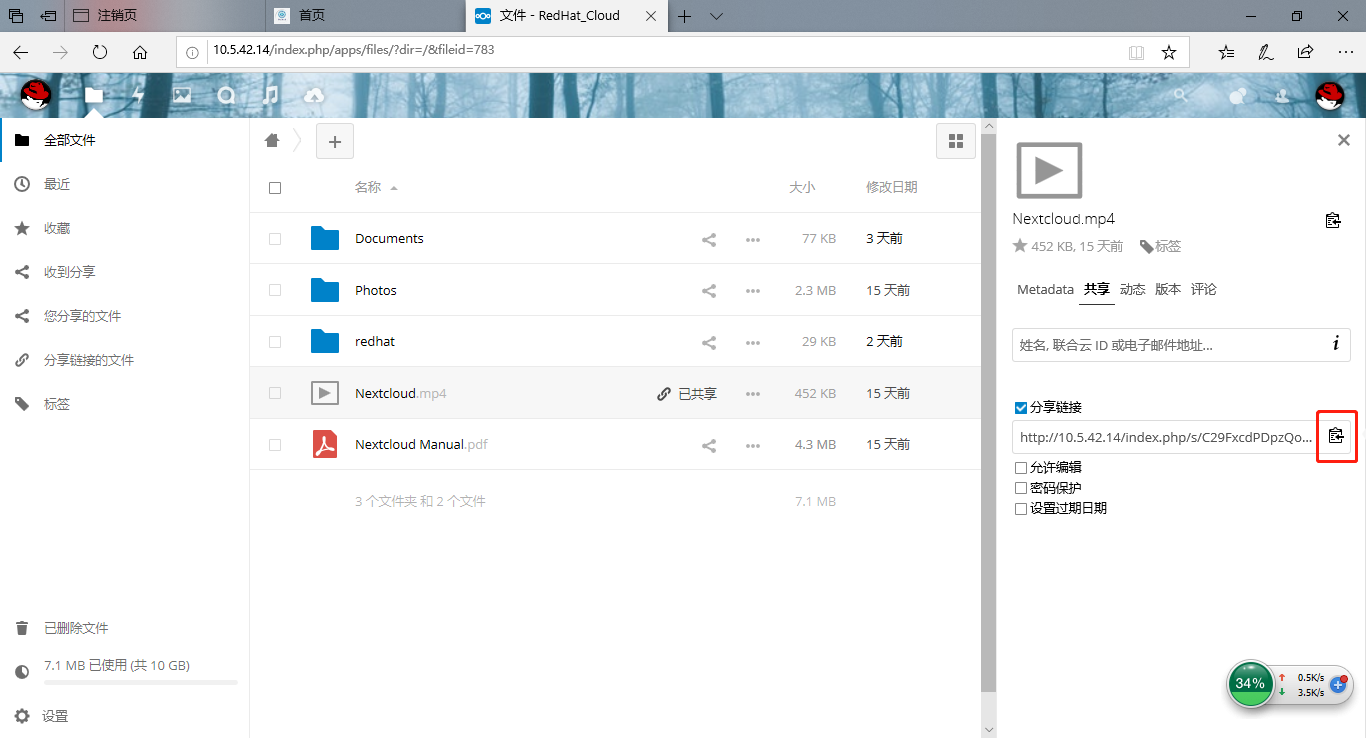 注销页
首页
文件 - RedHat_Cloud
10.5.42.14/index.php/apps/files/?dir=/&fileid=783
全部文件
最近
收藏
收到分享
您分享的文件
分享链接的文件
标签
已删除文件
7.1 MB 已使用 (共 10 GB)
设置
名称 大小 修改日期
Documents 77 KB 3 天前
Photos 2.3 MB 15 天前
redhat 29 KB 2 天前
Nextcloud.mp4 已共享 452 KB 15 天前
Nextcloud Manual.pdf 4.3 MB 15 天前
3 个文件夹 和 2 个文件 7.1 MB
Nextcloud.mp4
452 KB, 15 天前 标签
Metadata 共享 动态 版本 评论
姓名, 联合云 ID 或电子邮件地址... i
分享链接
http://10.5.42.14/index.php/s/C29FxcdPDpzQo...
允许编辑
密码保护
设置过期日期
34%
0.5K/s
3.5K/s